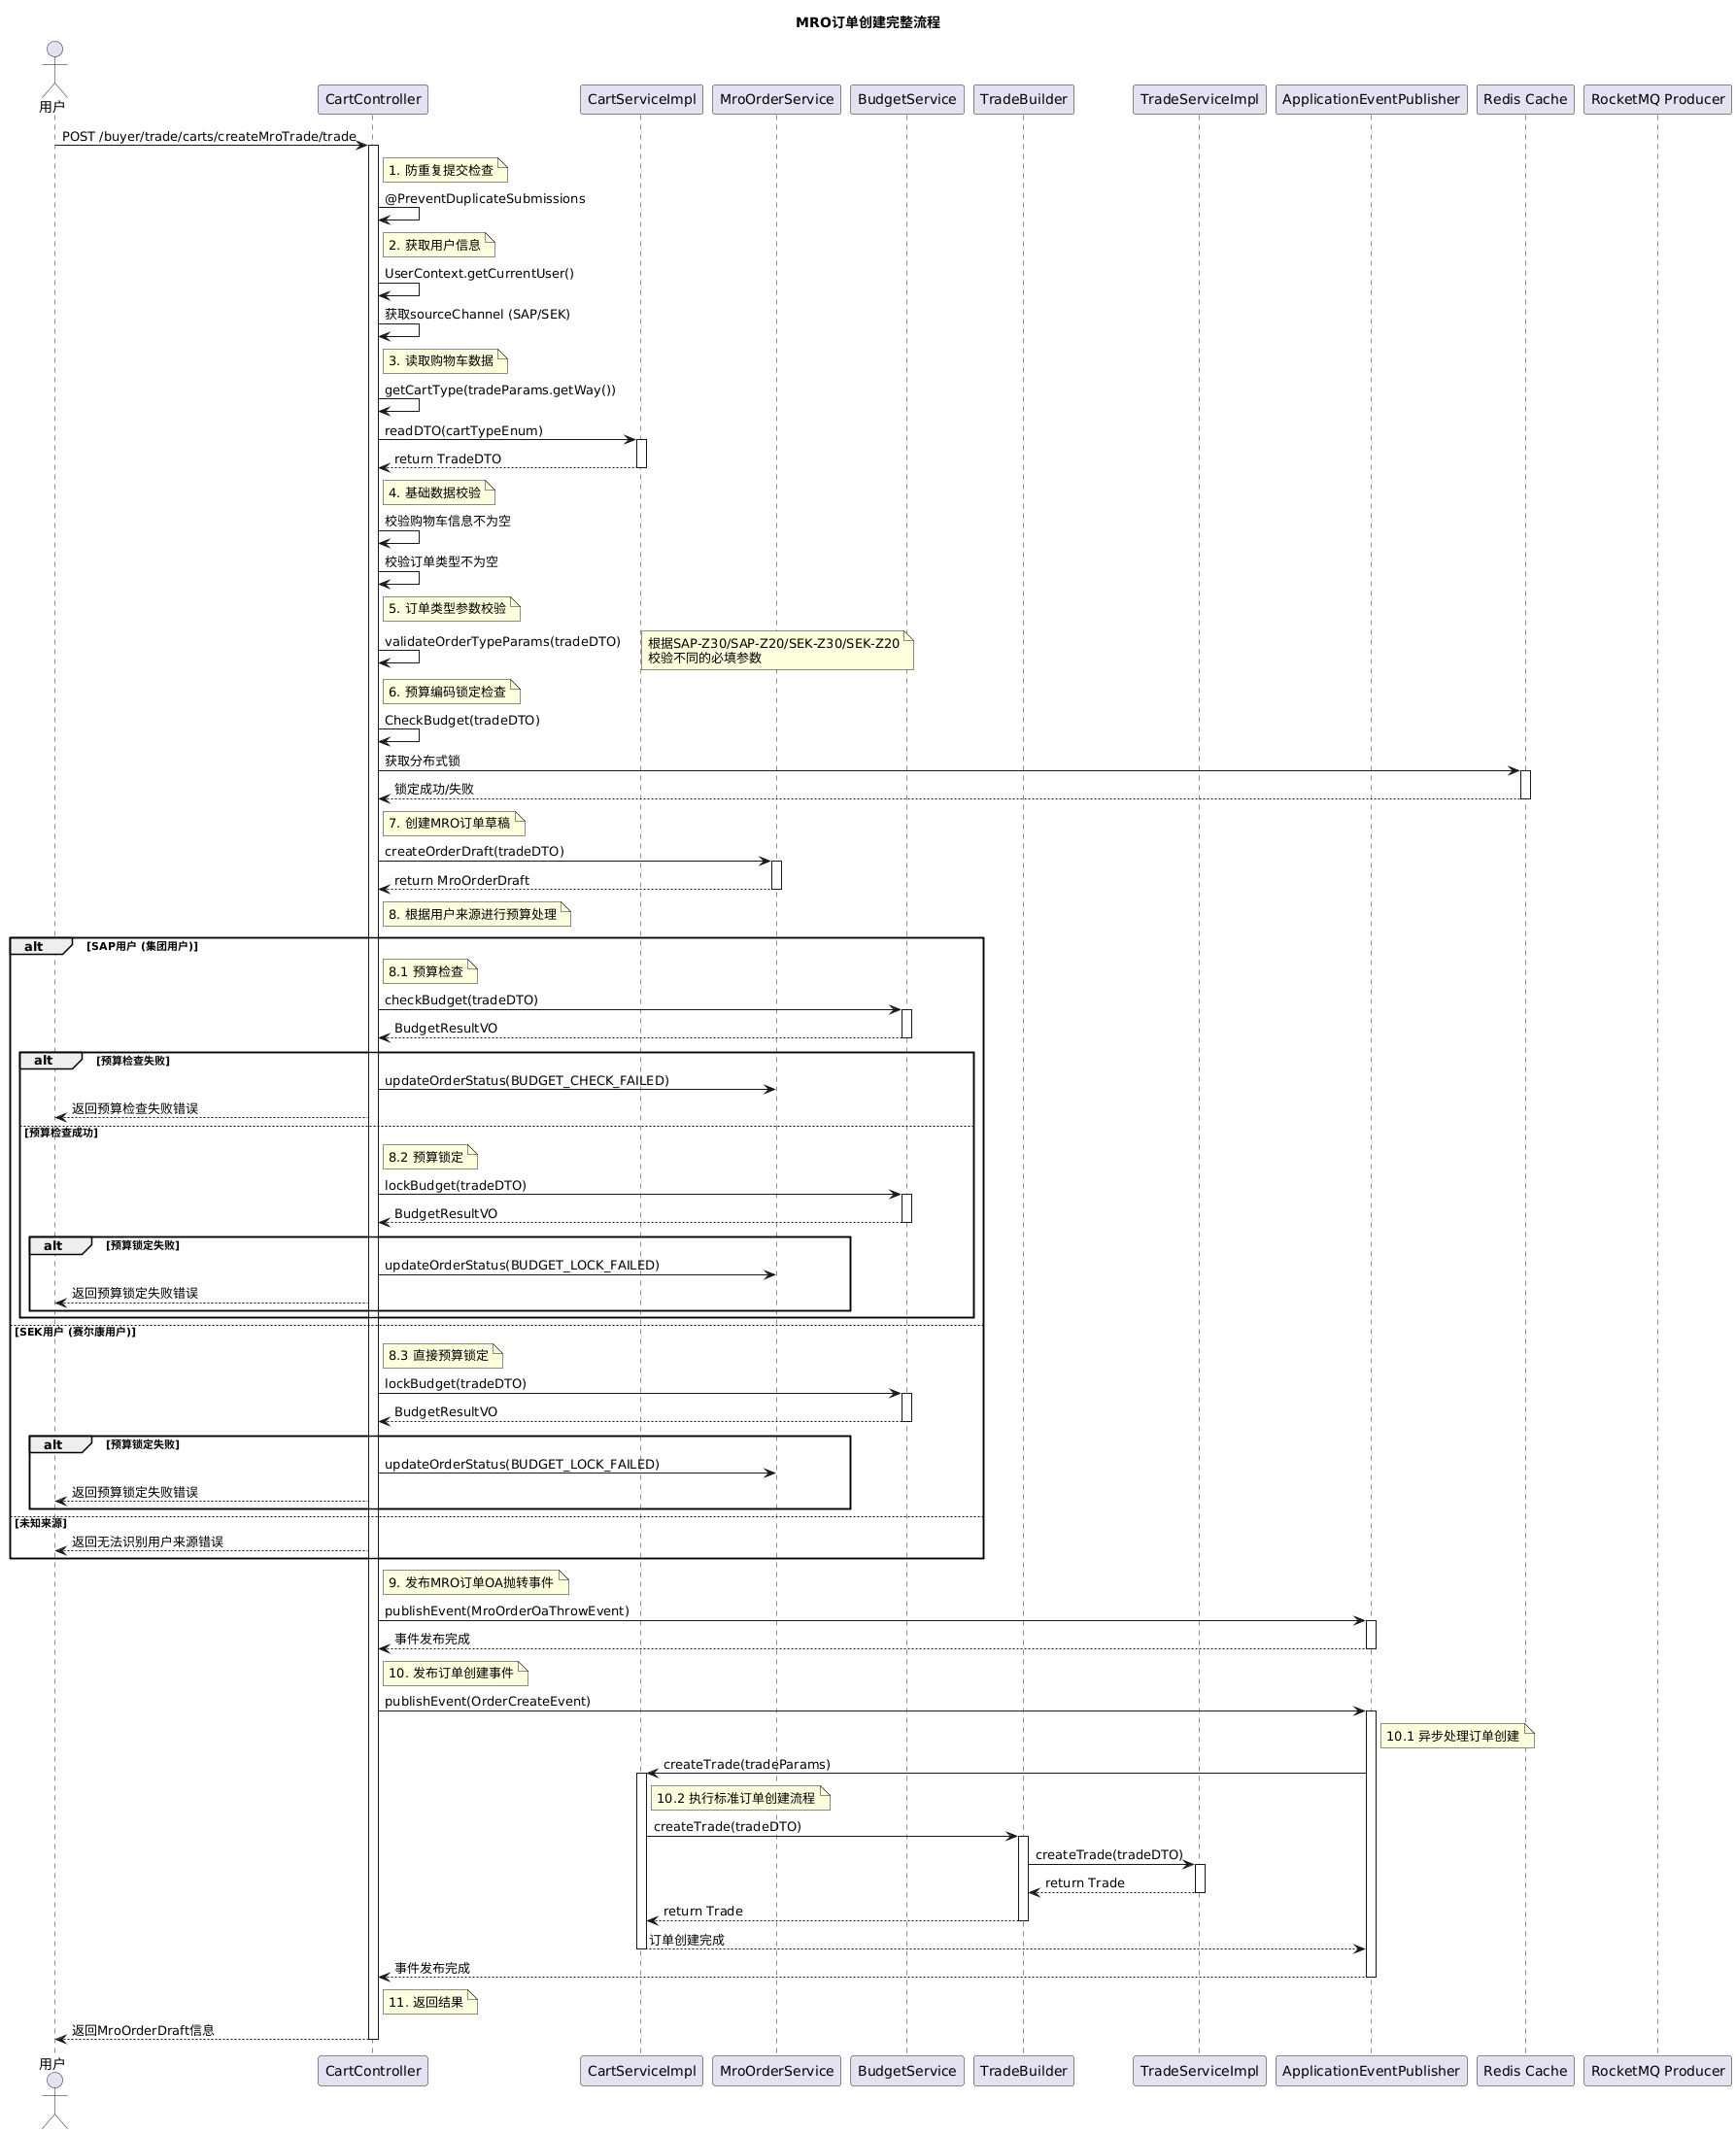 MRO订单创建完整流程
用户
CartController
CartServiceImpl
MroOrderService
BudgetService
TradeBuilder
TradeServiceImpl
ApplicationEventPublisher
Redis Cache
RocketMQ Producer
POST /buyer/trade/carts/createMroTrade/trade
1. 防重复提交检查
@PreventDuplicateSubmissions
2. 获取用户信息
UserContext.getCurrentUser()
获取sourceChannel (SAP/SEK)
3. 读取购物车数据
getCartType(tradeParams.getWay())
readDTO(cartTypeEnum)
return TradeDTO
4. 基础数据校验
校验购物车信息不为空
校验订单类型不为空
5. 订单类型参数校验
validateOrderTypeParams(tradeDTO)
根据SAP-Z30/SAP-Z20/SEK-Z30/SEK-Z20
校验不同的必填参数
6. 预算编码锁定检查
CheckBudget(tradeDTO)
获取分布式锁
锁定成功/失败
7. 创建MRO订单草稿
createOrderDraft(tradeDTO)
return MroOrderDraft
8. 根据用户来源进行预算处理
alt [SAP用户 (集团用户)]
8.1 预算检查
checkBudget(tradeDTO)
BudgetResultVO
alt [预算检查失败]
updateOrderStatus(BUDGET_CHECK_FAILED)
返回预算检查失败错误
[预算检查成功]
8.2 预算锁定
lockBudget(tradeDTO)
BudgetResultVO
alt [预算锁定失败]
updateOrderStatus(BUDGET_LOCK_FAILED)
返回预算锁定失败错误
[SEK用户 (赛尔康用户)]
8.3 直接预算锁定
lockBudget(tradeDTO)
BudgetResultVO
alt [预算锁定失败]
updateOrderStatus(BUDGET_LOCK_FAILED)
返回预算锁定失败错误
[未知来源]
返回无法识别用户来源错误
9. 发布MRO订单OA抛转事件
publishEvent(MroOrderOaThrowEvent)
事件发布完成
10. 发布订单创建事件
publishEvent(OrderCreateEvent)
10.1 异步处理订单创建
createTrade(tradeParams)
10.2 执行标准订单创建流程
createTrade(tradeDTO)
createTrade(tradeDTO)
return Trade
return Trade
订单创建完成
事件发布完成
11. 返回结果
返回MroOrderDraft信息
用户
CartController
CartServiceImpl
MroOrderService
BudgetService
TradeBuilder
TradeServiceImpl
ApplicationEventPublisher
Redis Cache
RocketMQ Producer